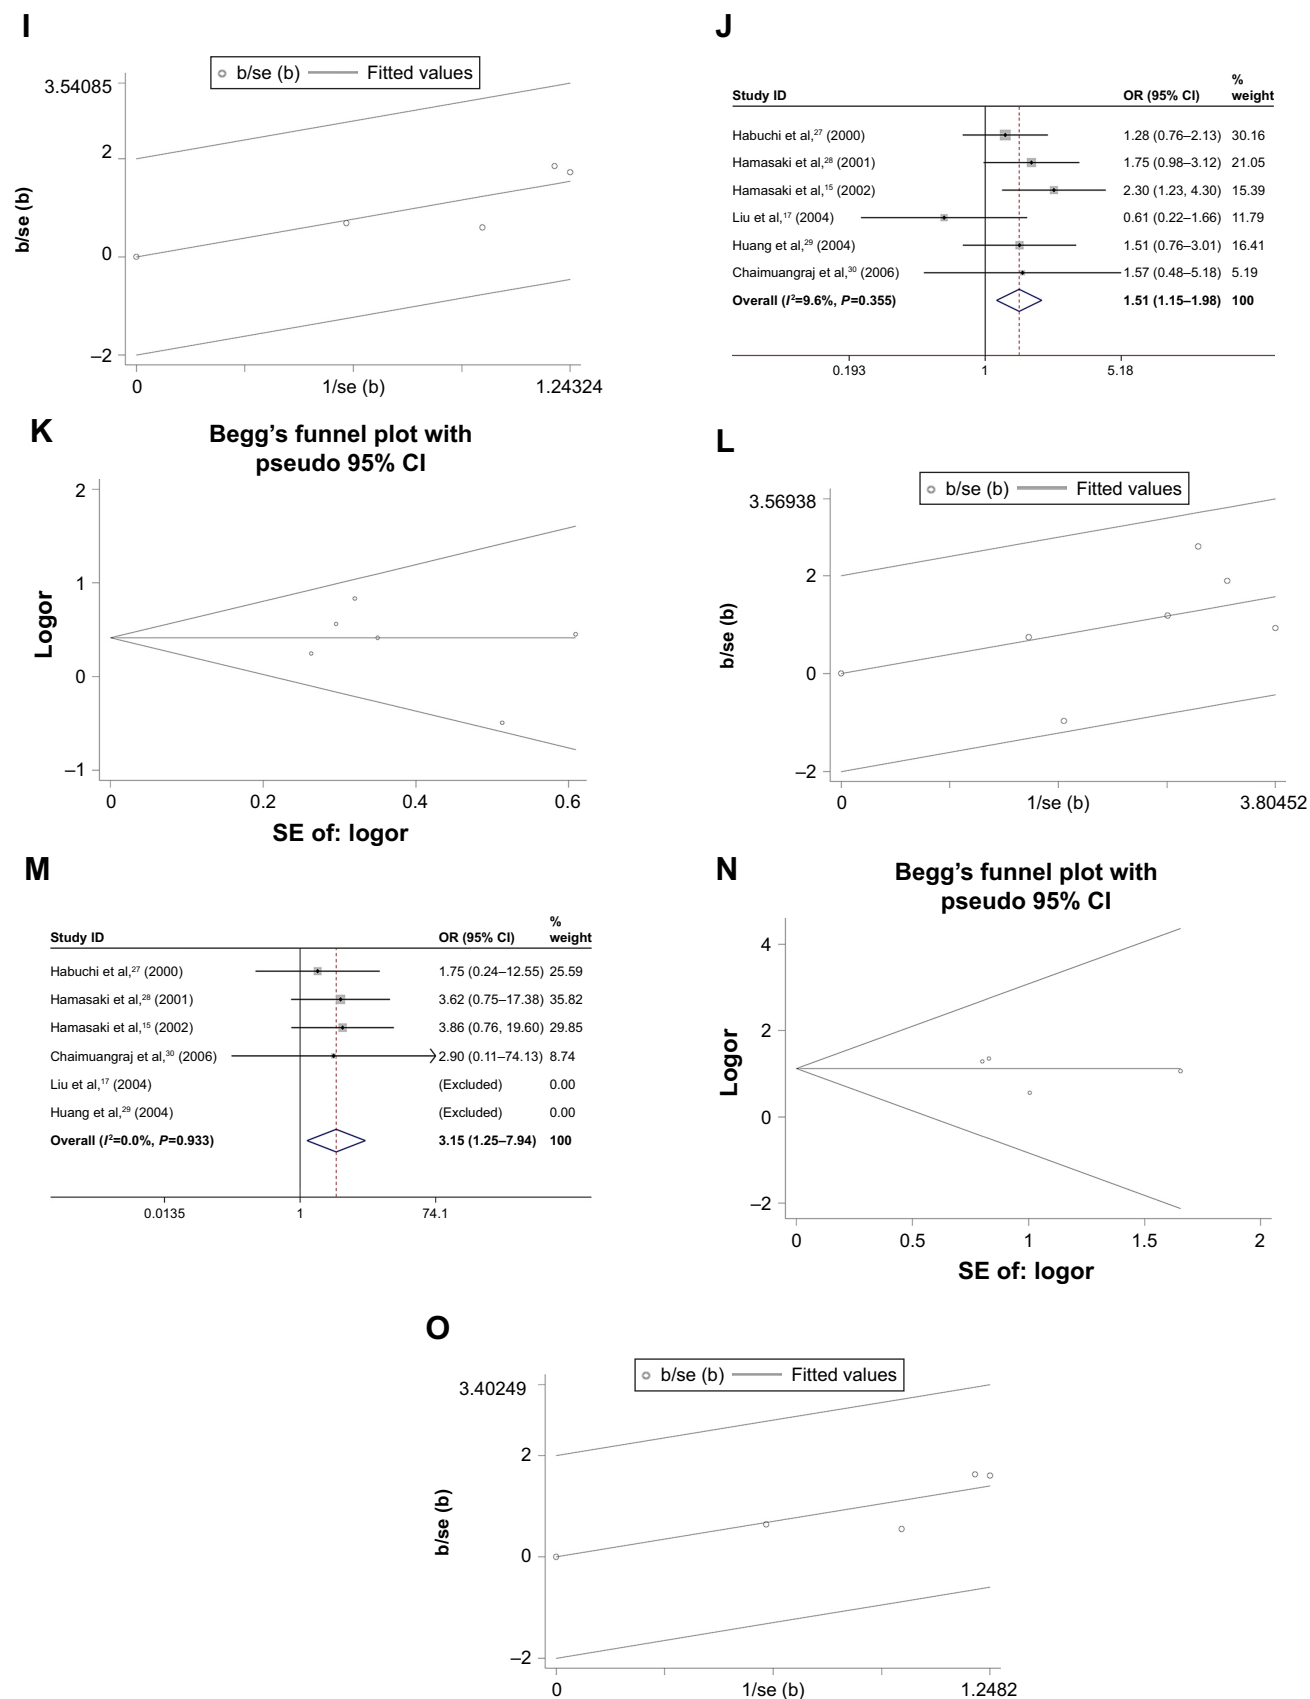 I
b/se (b) Fitted values
3.54085
2
0
–2
b/se (b)
0 1/se (b) 1.24324
J
Study ID OR (95% CI) % weight
Habuchi et al,27 (2000) 1.28 (0.76–2.13) 30.16
Hamasaki et al,28 (2001) 1.75 (0.98–3.12) 21.05
Hamasaki et al,15 (2002) 2.30 (1.23, 4.30) 15.39
Liu et al,17 (2004) 0.61 (0.22–1.66) 11.79
Huang et al,29 (2004) 1.51 (0.76–3.01) 16.41
Chaimuangraj et al,30 (2006) 1.57 (0.48–5.18) 5.19
Overall (I2=9.6%, P=0.355) 1.51 (1.15–1.98) 100
0.193 1 5.18
K
Begg’s funnel plot with
pseudo 95% CI
2
1
0
–1
Logor
0 0.2 0.4 0.6
SE of: logor
L
b/se (b) Fitted values
3.56938
2
0
–2
b/se (b)
0 1/se (b) 3.80452
M
Study ID OR (95% CI) % weight
Habuchi et al,27 (2000) 1.75 (0.24–12.55) 25.59
Hamasaki et al,28 (2001) 3.62 (0.75–17.38) 35.82
Hamasaki et al,15 (2002) 3.86 (0.76, 19.60) 29.85
Chaimuangraj et al,30 (2006) 2.90 (0.11–74.13) 8.74
Liu et al,17 (2004) (Excluded) 0.00
Huang et al,29 (2004) (Excluded) 0.00
Overall (I2=0.0%, P=0.933) 3.15 (1.25–7.94) 100
0.0135 1 74.1
N
Begg’s funnel plot with
pseudo 95% CI
4
2
0
–2
Logor
0 0.5 1 1.5 2
SE of: logor
O
b/se (b) Fitted values
3.40249
2
0
–2
b/se (b)
0 1/se (b) 1.2482